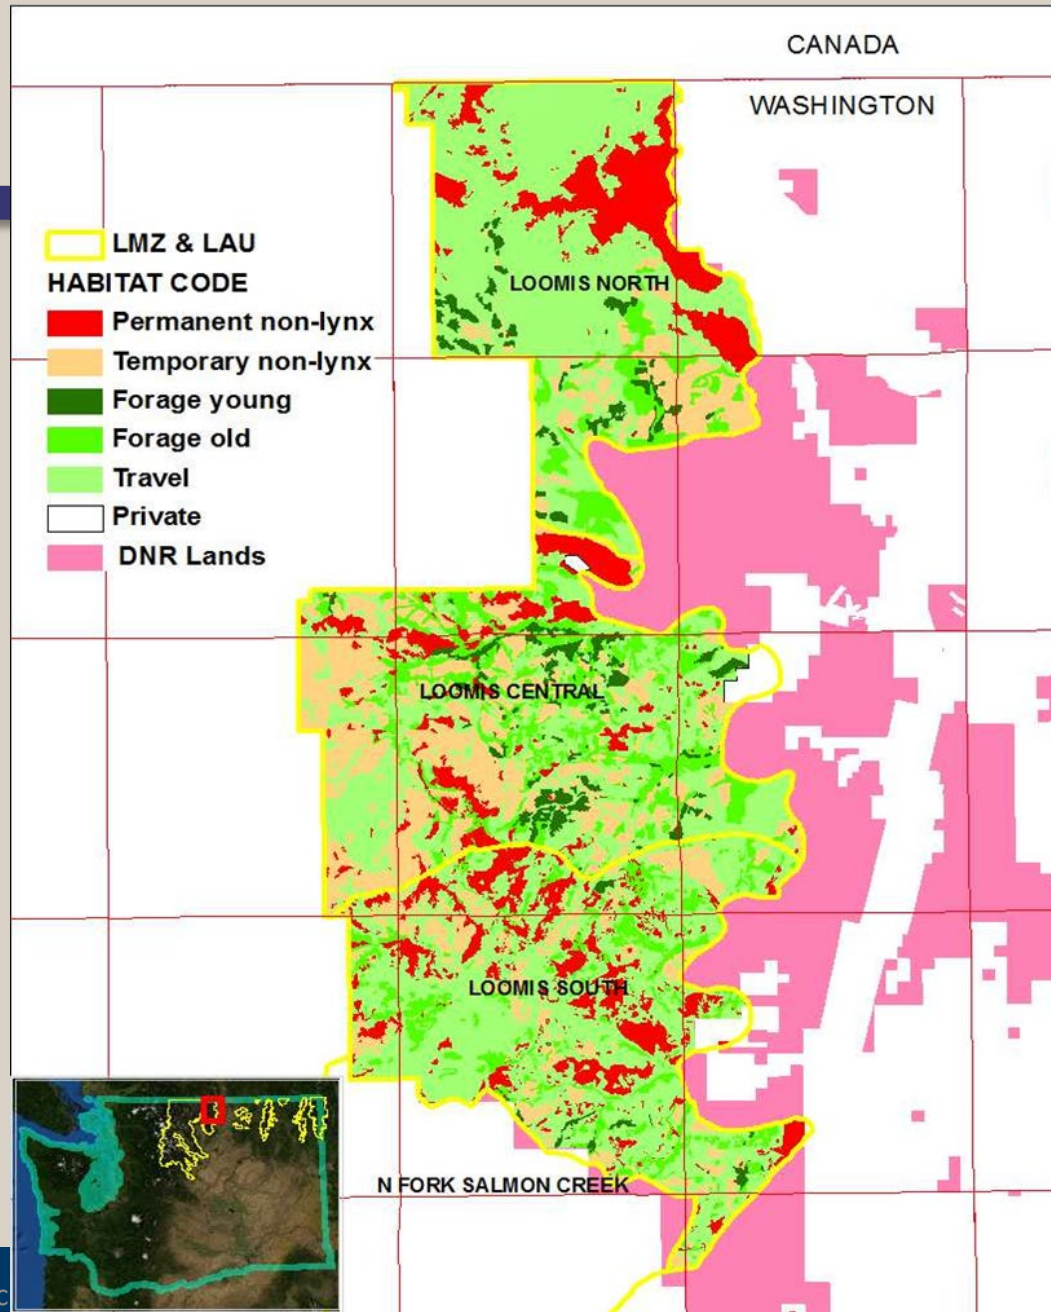 CANADA
WASHINGTON
LMZ & LAU
HABITAT CODE
Permanent non-lynx
Temporary non-lynx
Forage young
Forage old
Travel
Private
DNR Lands
LOOMIS NORTH
LOOMIS CENTRAL
LOOMIS SOUTH
N FORK SALMON CREEK